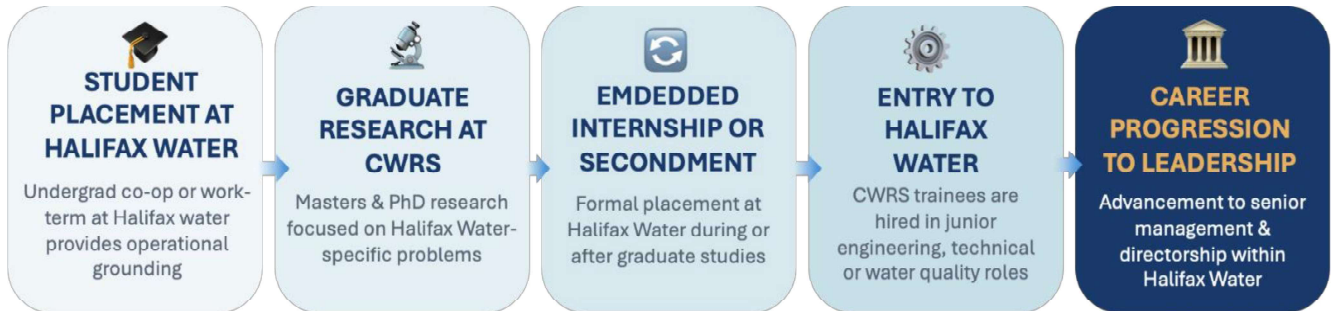 STUDENT
PLACEMENT AT
HALIFAX WATER
Undergrad co-op or work-
term at Halifax water
provides operational
grounding
GRADUATE
RESEARCH AT
CWRS
Masters & PhD research
focused on Halifax Water-
specific problems
EMDEDDED
INTERNSHIP OR
SECONDMENT
Formal placement at
Halifax Water during or
after graduate studies
ENTRY TO
HALIFAX
WATER
CWRS trainees are
hired in junior
engineering, technical
or water quality roles
CAREER
PROGRESSION
TO LEADERSHIP
Advancement to senior
management &
directorship within
Halifax Water